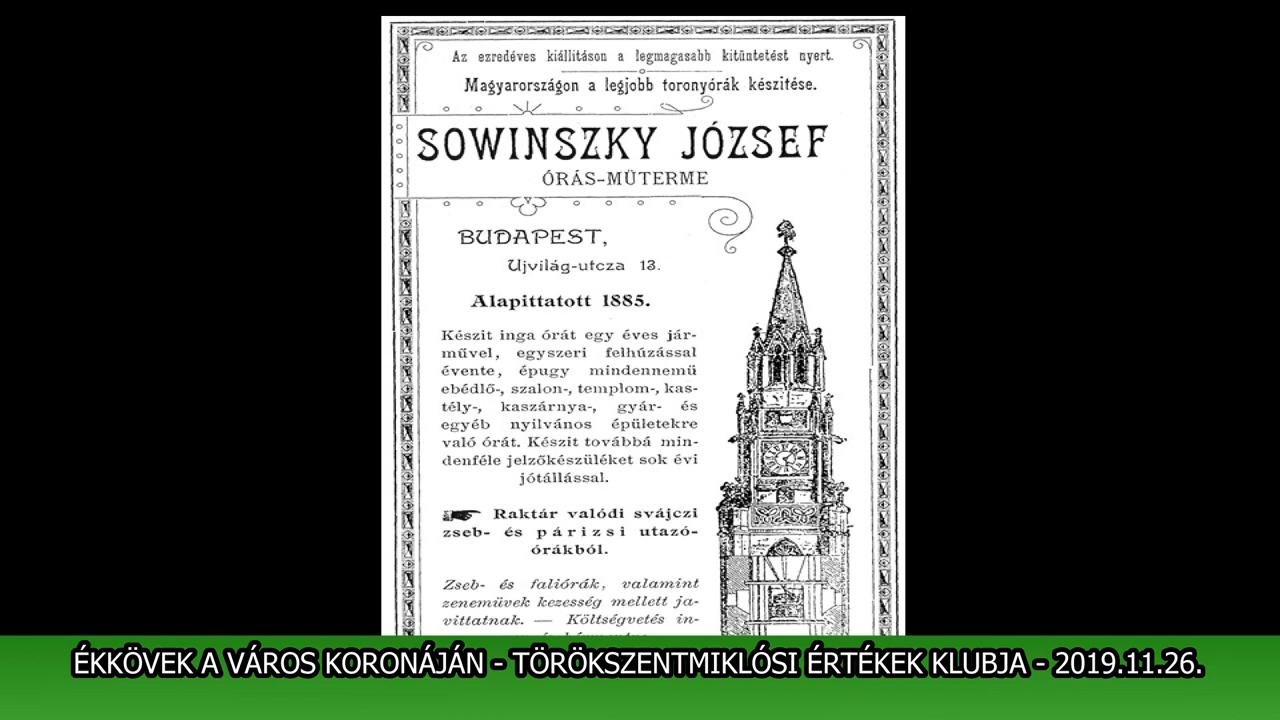 Az ezredéves kiállitáson a legmagasabb kitüntetést nyert.
Magyarországon a legjobb toronyórák készitése.
SOWINSZKY JÓZSEF
ÓRÁS-MŰTERME
BUDAPEST,
Ujvilág-utcza 13.
Alapittatott 1885.
Készit inga órát egy éves jár-
művel, egyszeri felhúzással
évente, épugy mindennemü
ebédlő-, szalon-, templom-, kas-
tély-, kaszárnya-, gyár- és
egyéb nyilvános épületekre
való órát. Készit továbbá min-
denféle jelzőkészüléket sok évi
jótállással.
Raktár valódi svájczi
zseb- és párizsi utazó-
órákból.
Zseb- és faliórák, valamint
zeneművek kezesség mellett ja-
vittatnak. — Költségvetés in-
ÉKKÖVEK A VÁROS KORONÁJÁN - TÖRÖKSZENTMIKLÓSI ÉRTÉKEK KLUBJA - 2019.11.26.